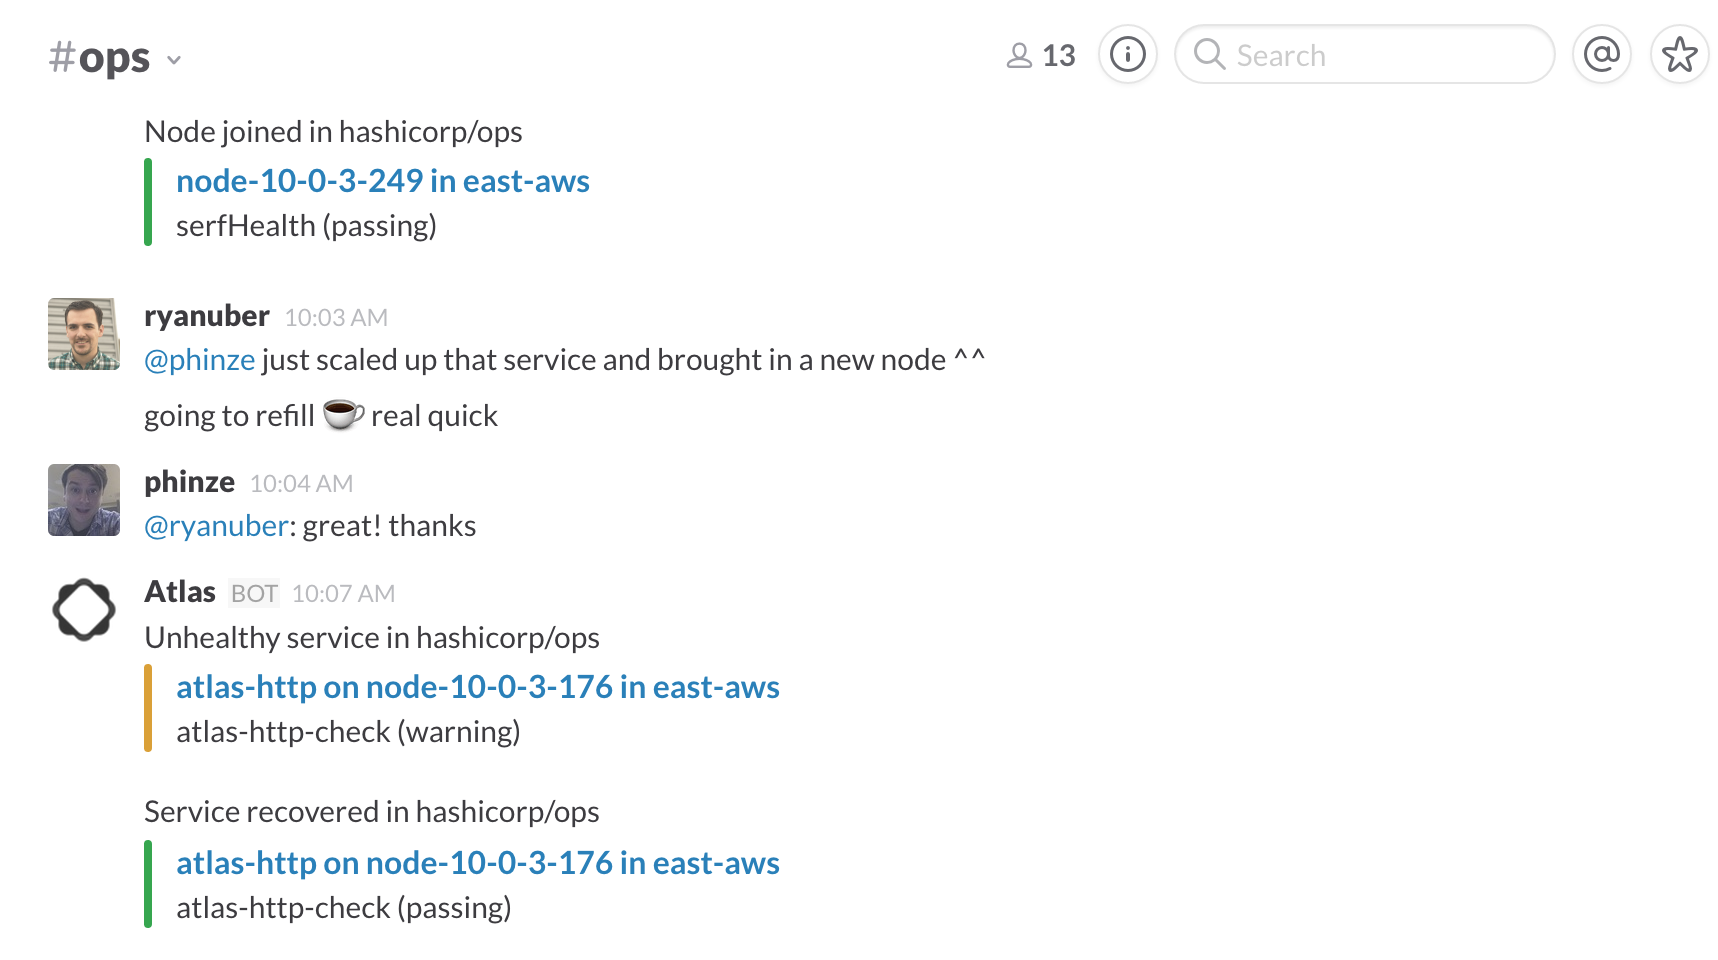 #ops
13
Search
Node joined in hashicorp/ops
node-10-0-3-249 in east-aws
serfHealth (passing)
ryanuber 10:03 AM
@phinze just scaled up that service and brought in a new node ^^
going to refill ☕ real quick
phinze 10:04 AM
@ryanuber: great! thanks
Atlas BOT 10:07 AM
Unhealthy service in hashicorp/ops
atlas-http on node-10-0-3-176 in east-aws
atlas-http-check (warning)
Service recovered in hashicorp/ops
atlas-http on node-10-0-3-176 in east-aws
atlas-http-check (passing)